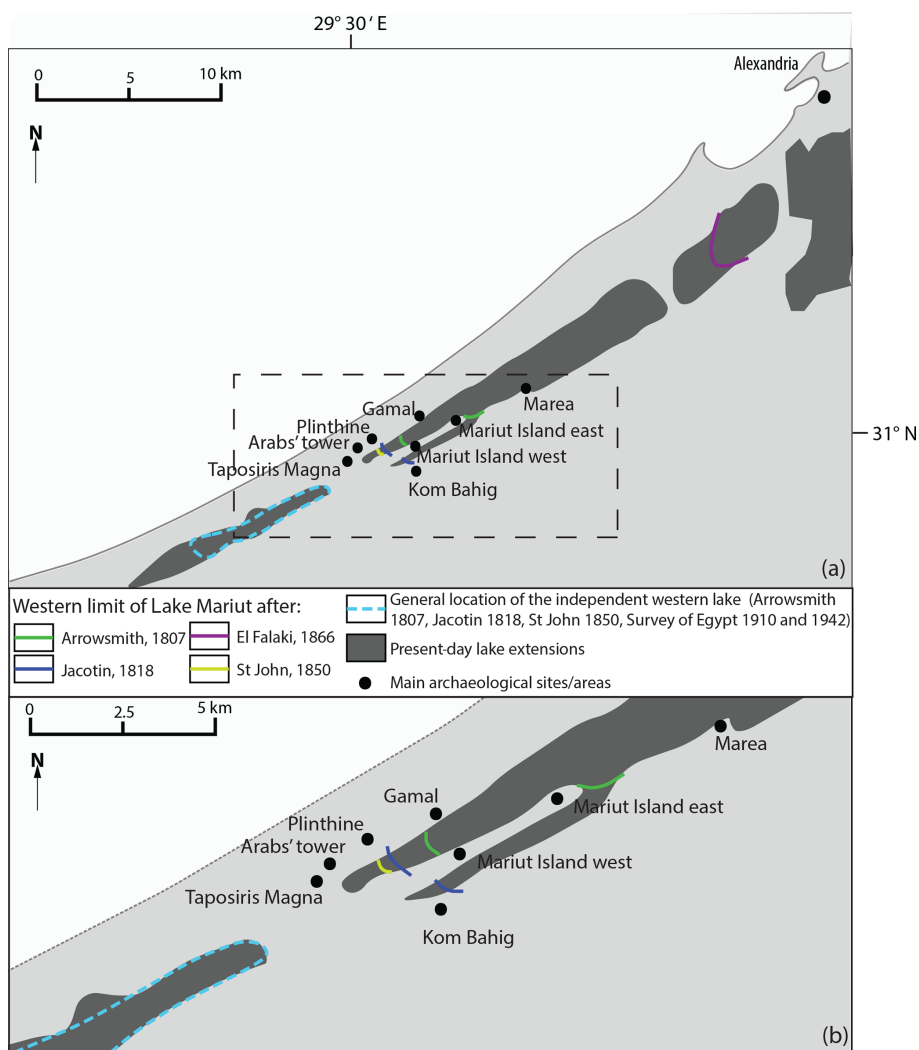 29° 30‘ E
0 5 10 km
N
Alexandria
Gamal
Marea
Plinthine
Mariut Island east
31° N
Arabs’ tower
Mariut Island west
Taposiris Magna
Kom Bahig
(a)
Western limit of Lake Mariut after:
Arrowsmith, 1807
Jacotin, 1818
El Falaki, 1866
St John, 1850
General location of the independent western lake (Arrowsmith
1807, Jacotin 1818, St John 1850, Survey of Egypt 1910 and 1942)
Present-day lake extensions
Main archaeological sites/areas
0 2.5 5 km
N
Marea
Gamal
Mariut Island east
Plinthine
Arabs’ tower
Mariut Island west
Taposiris Magna
Kom Bahig
(b)